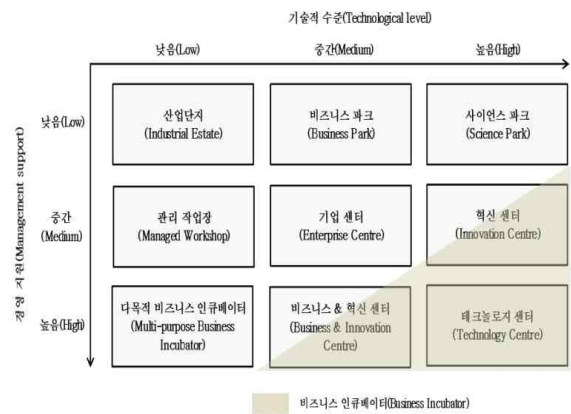 기술적 수준(Technological level)
낮음(Low)
중간(Medium)
높음(High)
경영 지원(Management support)
낮음(Low)
산업단지
(Industrial Estate)
비즈니스 파크
(Business Park)
사이언스 파크
(Science Park)
중간
(Medium)
관리 작업장
(Managed Workshop)
기업 센터
(Enterprise Centre)
혁신 센터
(Innovation Centre)
높음(High)
다목적 비즈니스 인큐베이터
(Multi-purpose Business
Incubator)
비즈니스 & 혁신 센터
(Business & Innovation
Centre)
테크놀로지 센터
(Technology Centre)
비즈니스 인큐베이터(Business Incubator)